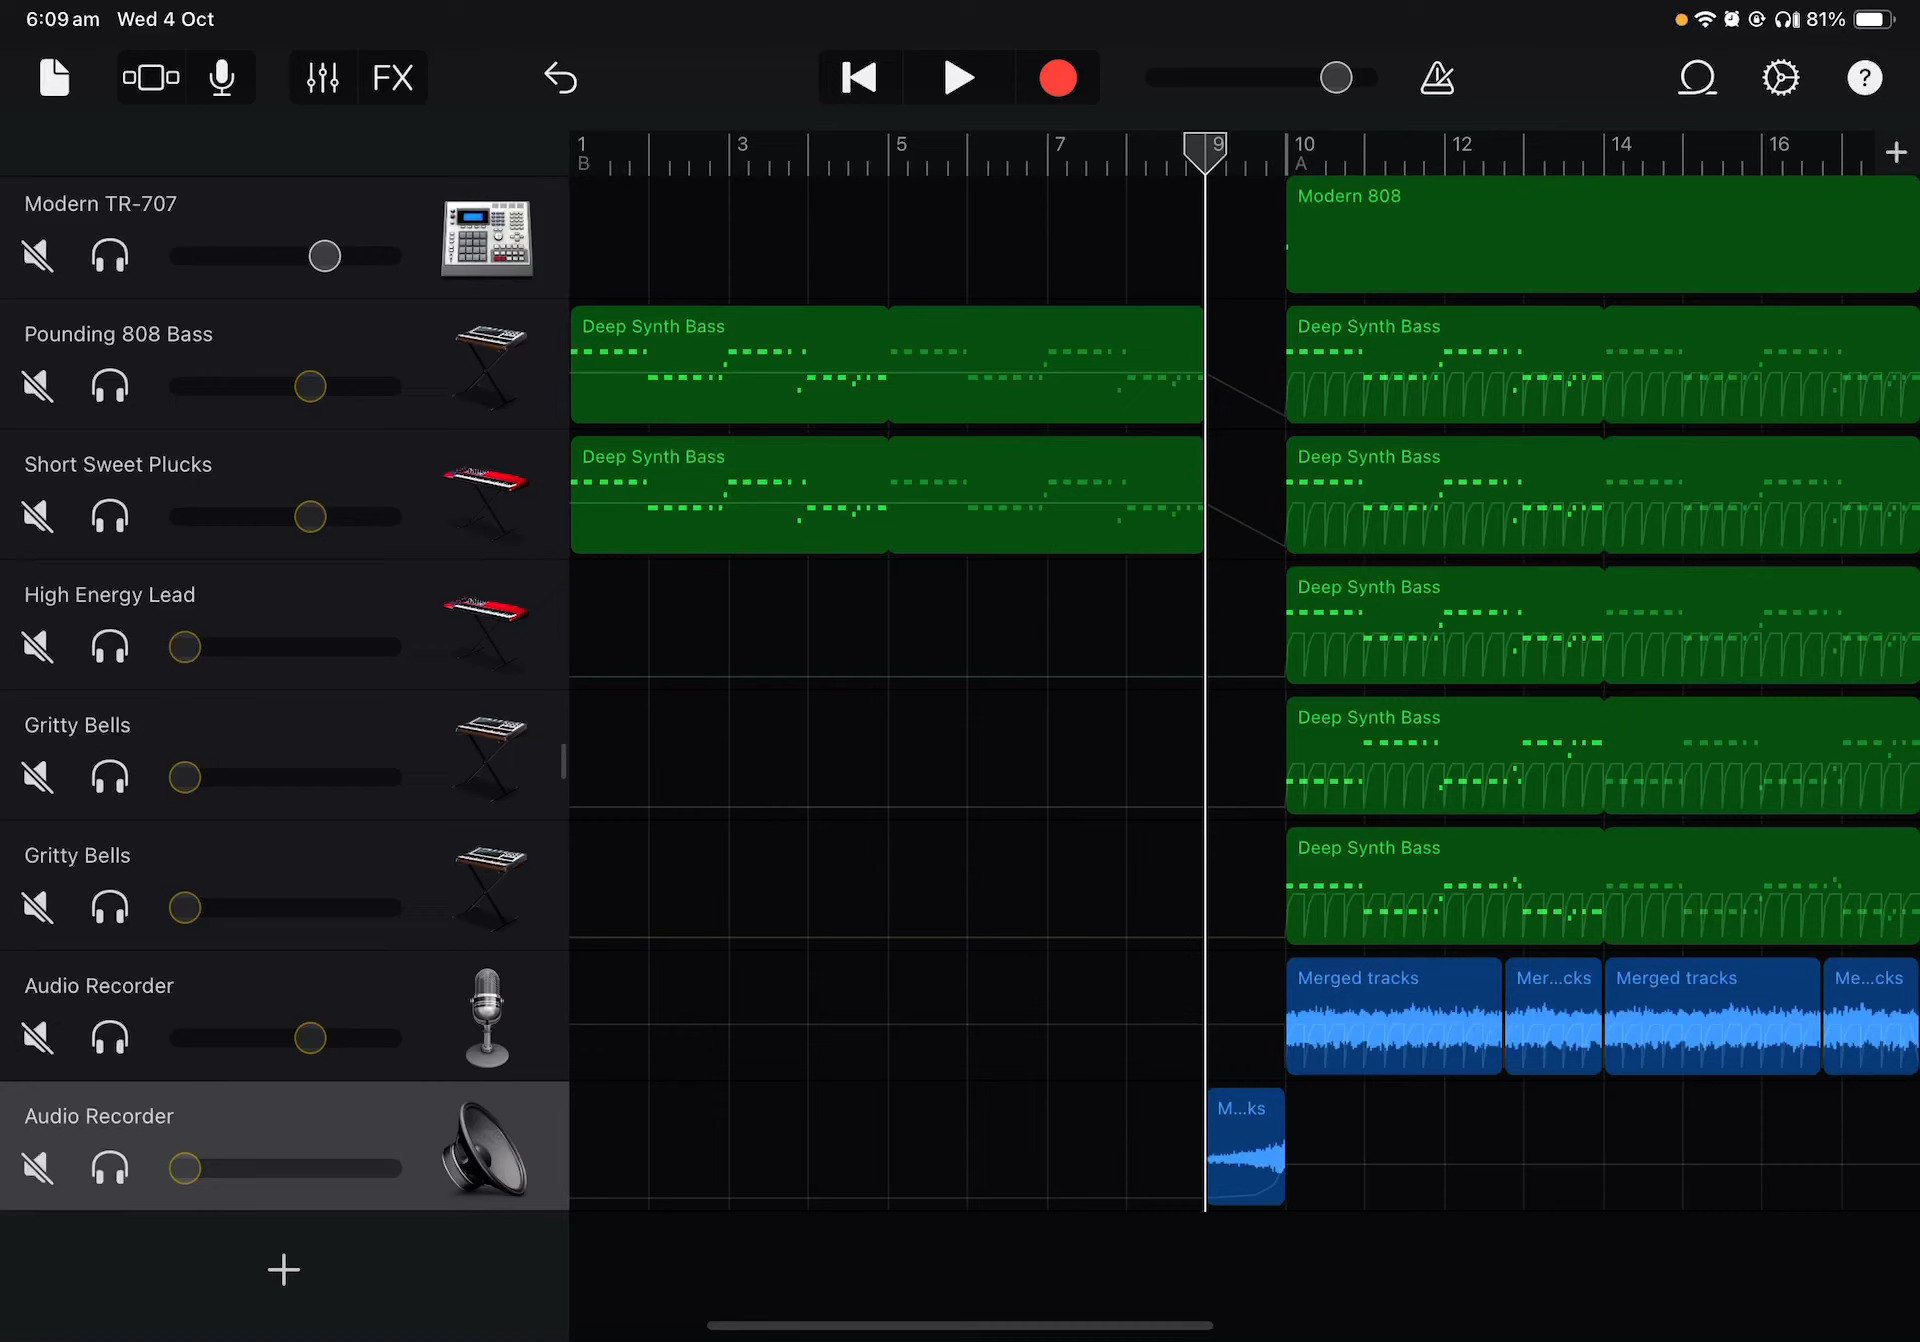 6:09 am Wed 4 Oct
81%
FX
?
1 3 5 7 9 10 12 14 16
B A
Modern TR-707
Modern 808
Pounding 808 Bass
Deep Synth Bass
Deep Synth Bass
Short Sweet Plucks
Deep Synth Bass
Deep Synth Bass
High Energy Lead
Deep Synth Bass
Gritty Bells
Deep Synth Bass
Gritty Bells
Deep Synth Bass
Audio Recorder
Merged tracks
Mer...cks
Merged tracks
Me...cks
Audio Recorder
M...ks